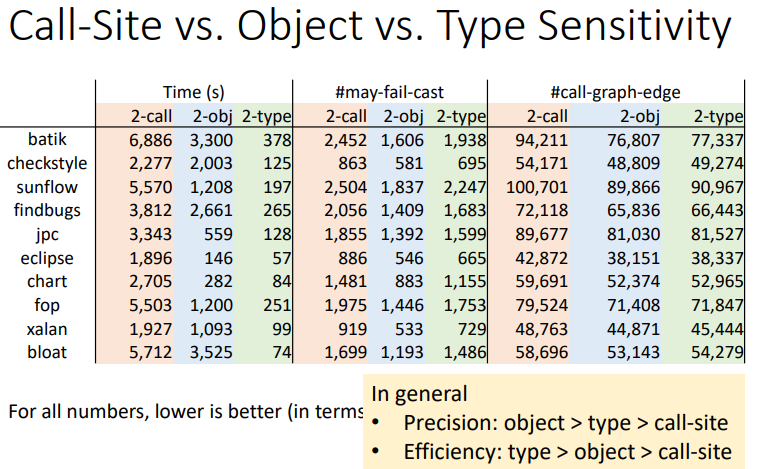 Call-Site vs. Object vs. Type Sensitivity
Time (s) #may-fail-cast #call-graph-edge
2-call 2-obj 2-type 2-call 2-obj 2-type 2-call 2-obj 2-type
batik 6,886 3,300 378 2,452 1,606 1,938 94,211 76,807 77,337
checkstyle 2,277 2,003 125 863 581 695 54,171 48,809 49,274
sunflow 5,570 1,208 197 2,504 1,837 2,247 100,701 89,866 90,967
findbugs 3,812 2,661 265 2,056 1,409 1,683 72,118 65,836 66,443
jpc 3,343 559 128 1,855 1,392 1,599 89,677 81,030 81,527
eclipse 1,896 146 57 886 546 665 42,872 38,151 38,337
chart 2,705 282 84 1,481 883 1,155 59,691 52,374 52,965
fop 5,503 1,200 251 1,975 1,446 1,753 79,524 71,408 71,847
xalan 1,927 1,093 99 919 533 729 48,763 44,871 45,444
bloat 5,712 3,525 74 1,699 1,193 1,486 58,696 53,143 54,279
For all numbers, lower is better (in terms
In general
• Precision: object > type > call-site
• Efficiency: type > object > call-site